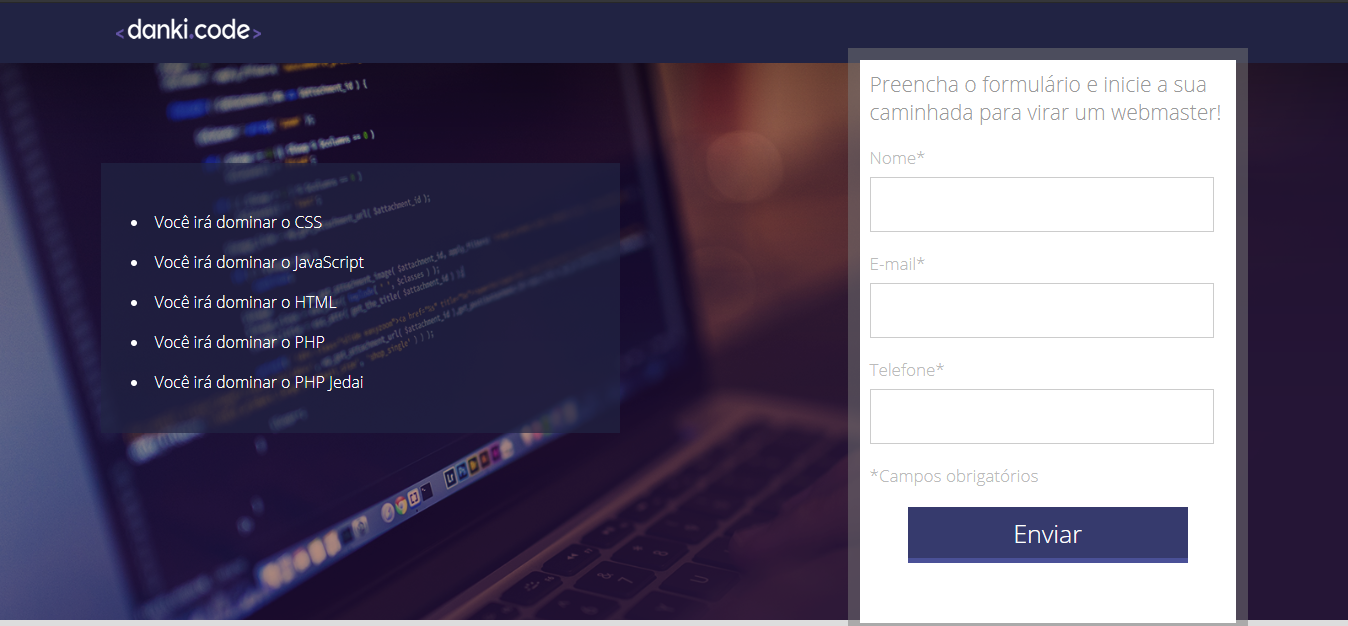 <danki.code>
Preencha o formulário e inicie a sua
caminhada para virar um webmaster!
Nome*
E-mail*
Telefone*
*Campos obrigatórios
Enviar
Você irá dominar o CSS
Você irá dominar o JavaScript
Você irá dominar o HTML
Você irá dominar o PHP
Você irá dominar o PHP Jedai